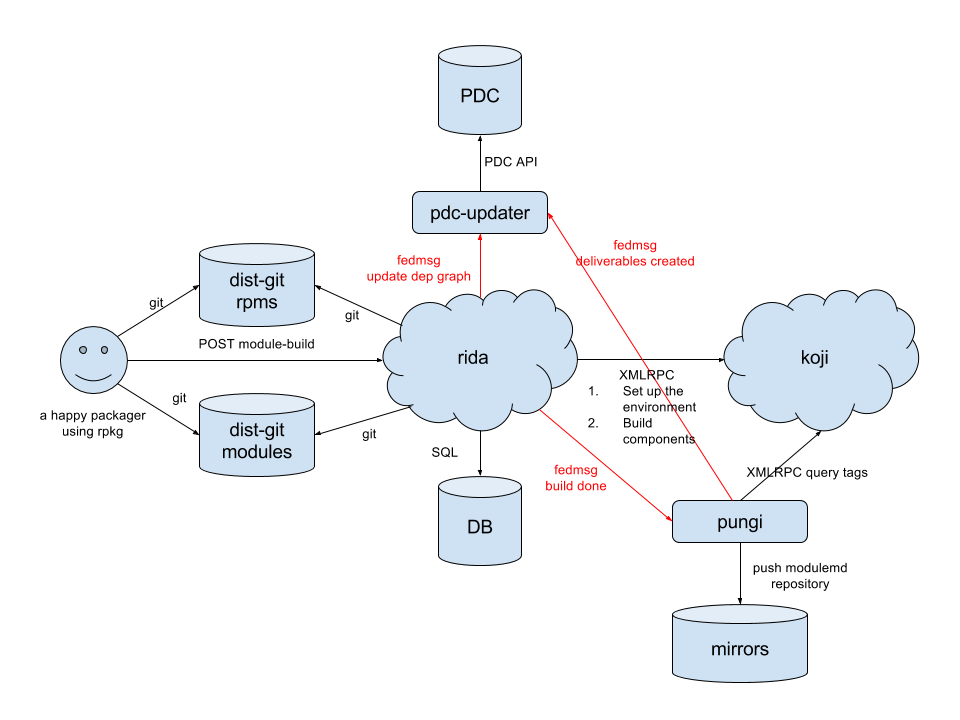 PDC
PDC API
pdc-updater
fedmsg
update dep graph
fedmsg
deliverables created
dist-git
rpms
git
git
POST module-build
rida
koji
a happy packager
using rpkg
git
dist-git
modules
git
XMLRPC
1. Set up the
environment
2. Build
components
SQL
fedmsg
build done
XMLRPC query tags
DB
pungi
push modulemd
repository
mirrors